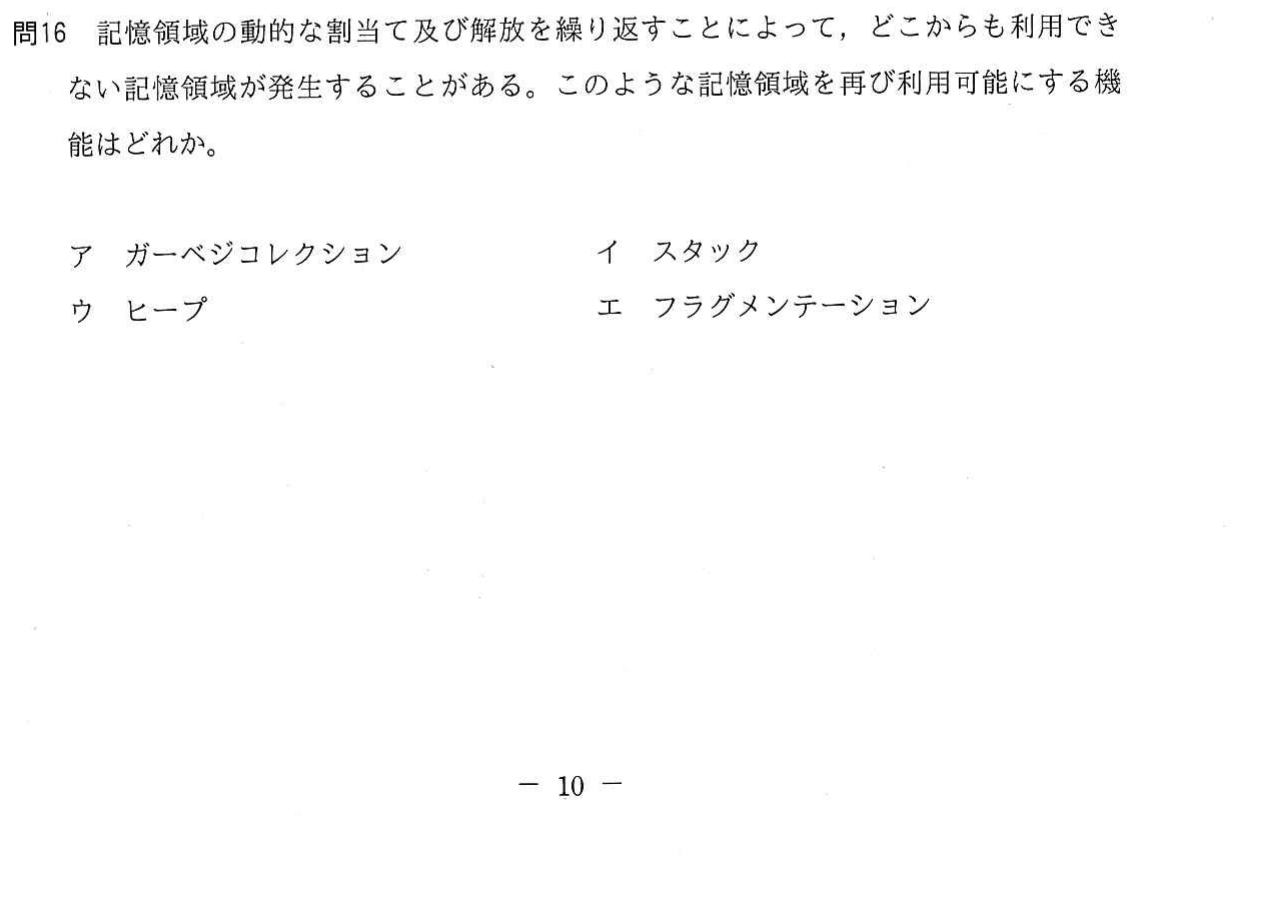 問16　記憶領域の動的な割当て及び解放を繰り返すことによって，どこからも利用でき
ない記憶領域が発生することがある。このような記憶領域を再び利用可能にする機
能はどれか。
ア　ガーベジコレクション　イ　スタック
ウ　ヒープ　エ　フラグメンテーション
－ 10 －